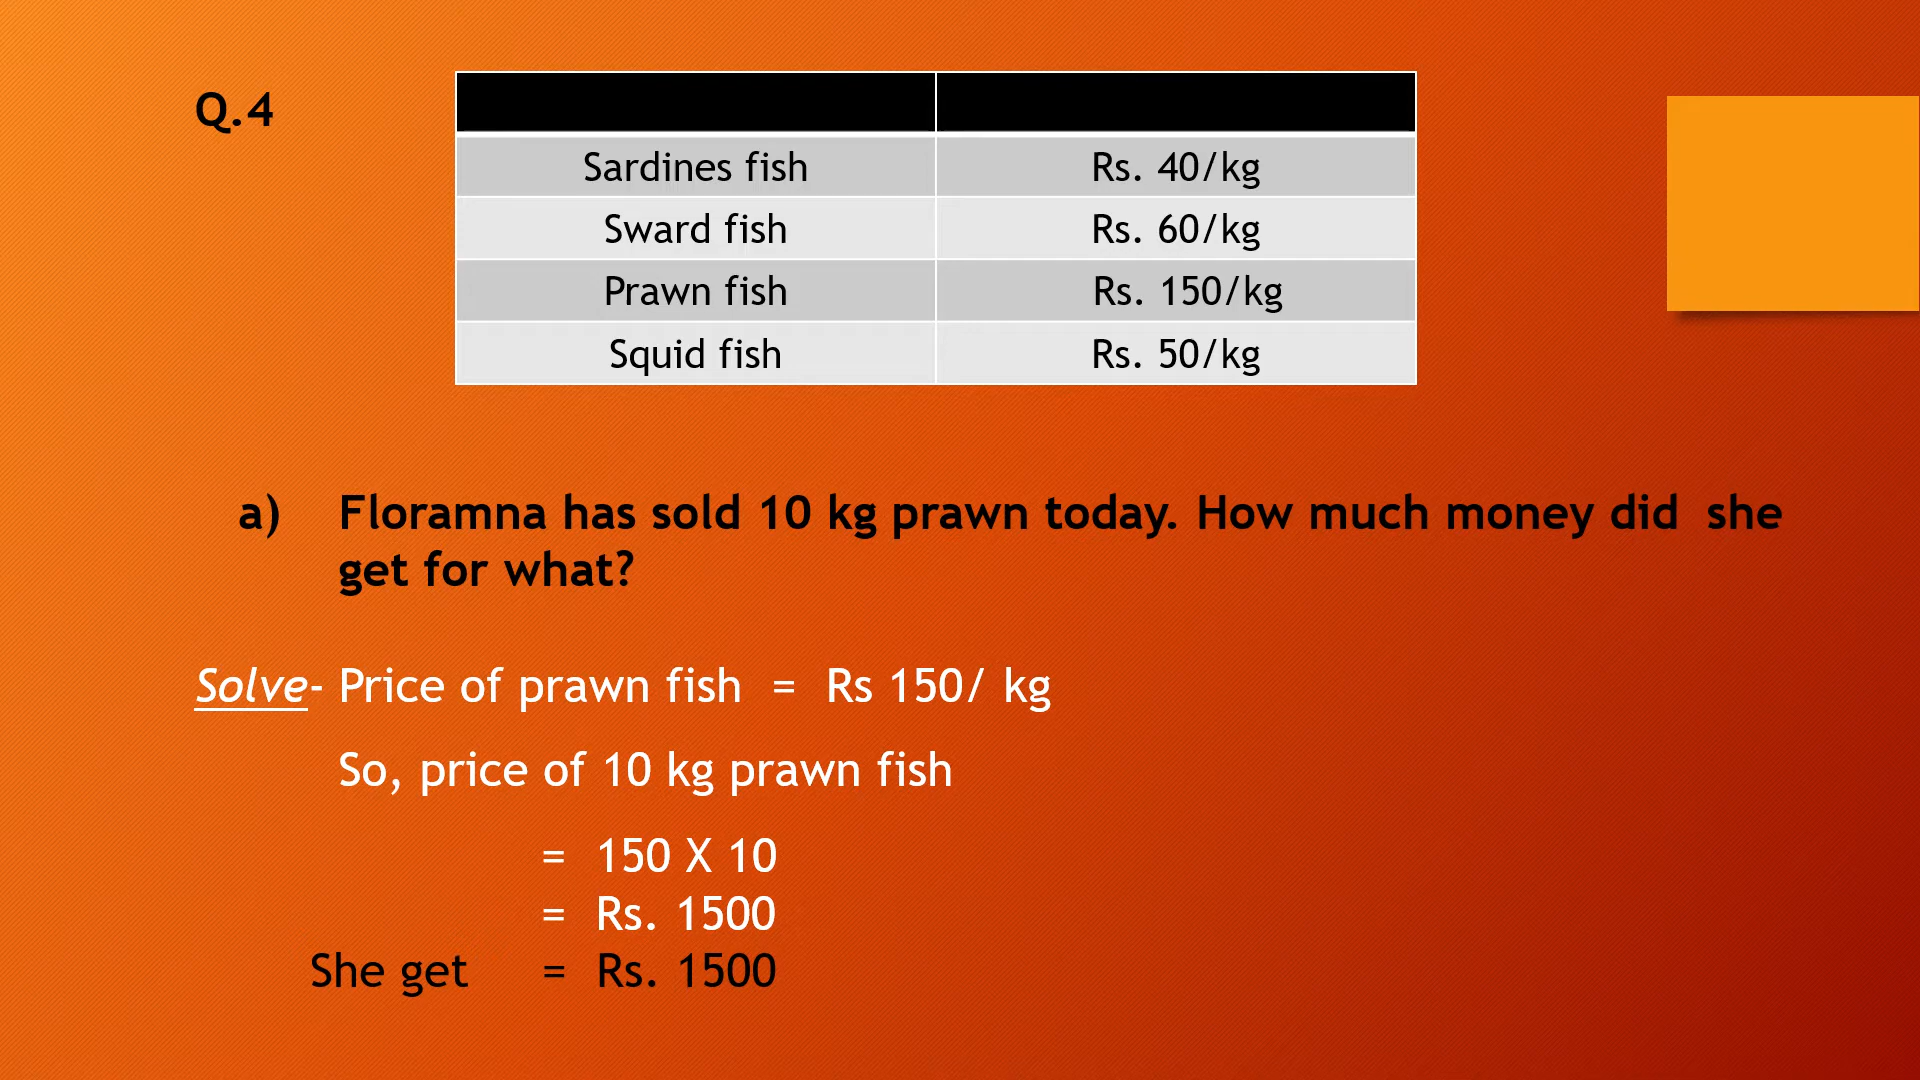 Q.4
Sardines fish Rs. 40/kg
Sward fish Rs. 60/kg
Prawn fish Rs. 150/kg
Squid fish Rs. 50/kg
a) Floramna has sold 10 kg prawn today. How much money did she
get for what?
Solve- Price of prawn fish = Rs 150/ kg
So, price of 10 kg prawn fish
= 150 X 10
= Rs. 1500
She get = Rs. 1500